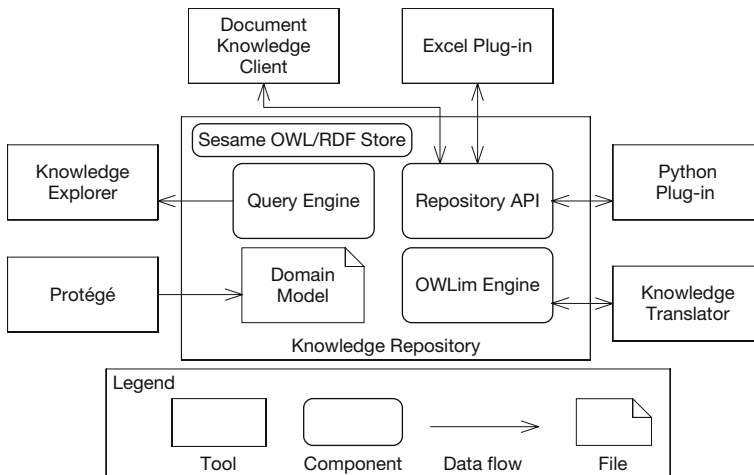 Document
Knowledge
Client
Excel Plug-in
Sesame OWL/RDF Store
Knowledge
Explorer
Query Engine
Repository API
Python
Plug-in
Protégé
Domain
Model
OWLim Engine
Knowledge
Translator
Knowledge Repository
Legend
Tool
Component
Data flow
File